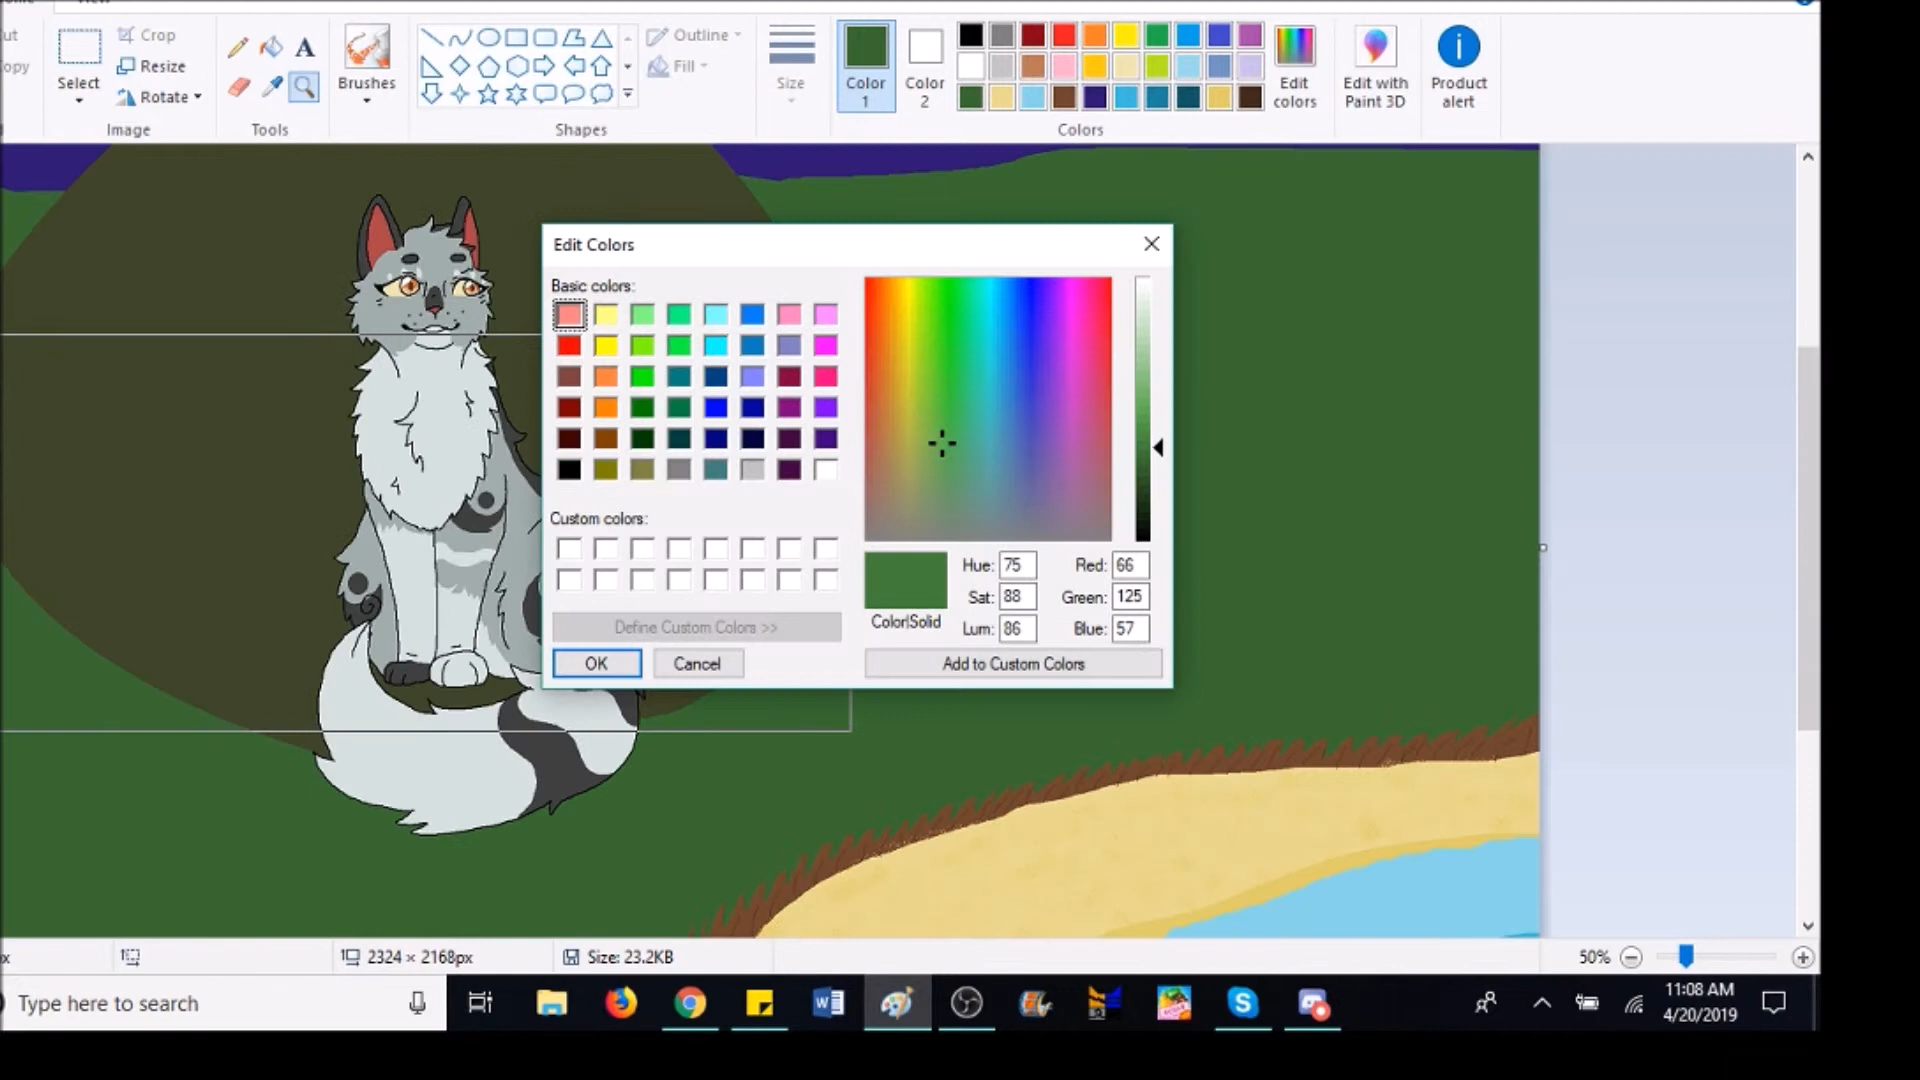 View
ut
opy
Select
Crop
Resize
Rotate
Image
A
Tools
Brushes
Shapes
Outline
Fill
Size
Color
1
Color
2
Edit
colors
Colors
Edit with
Paint 3D
Product
alert
Edit Colors
Basic colors:
Custom colors:
Define Custom Colors >>
OK
Cancel
Color|Solid
Hue: 75
Sat: 88
Lum: 86
Red: 66
Green: 125
Blue: 57
Add to Custom Colors
x
2324 × 2168px
Size: 23.2KB
50%
Type here to search
11:08 AM
4/20/2019